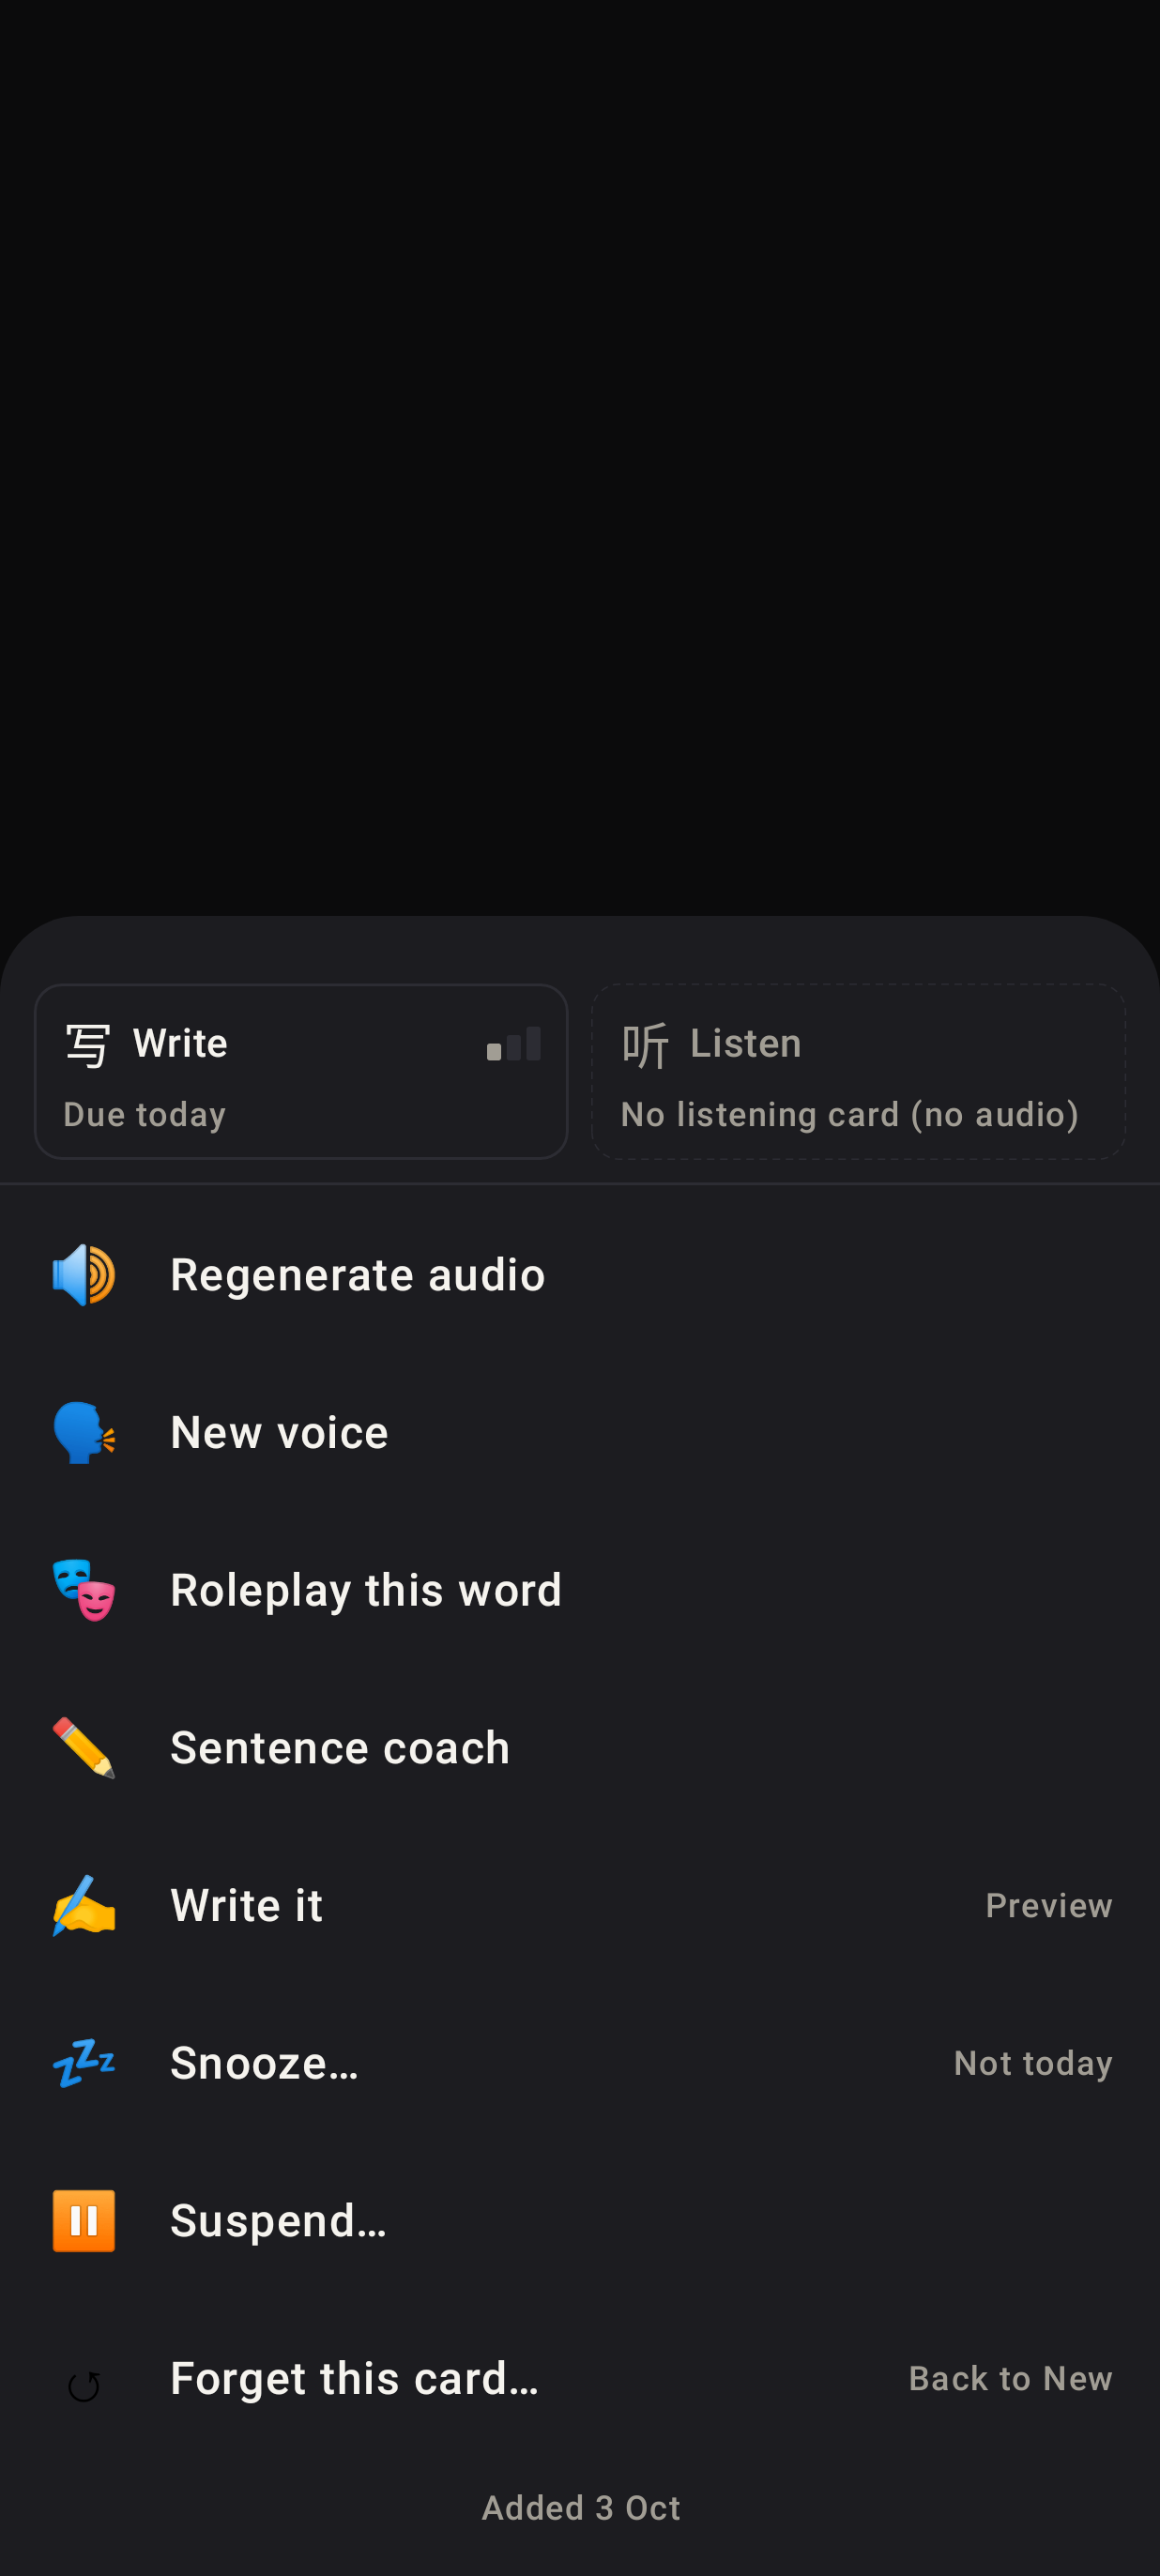 写 Write
Due today
听 Listen
No listening card (no audio)
Regenerate audio
New voice
Roleplay this word
Sentence coach
Write it Preview
Snooze… Not today
Suspend…
Forget this card… Back to New
Added 3 Oct